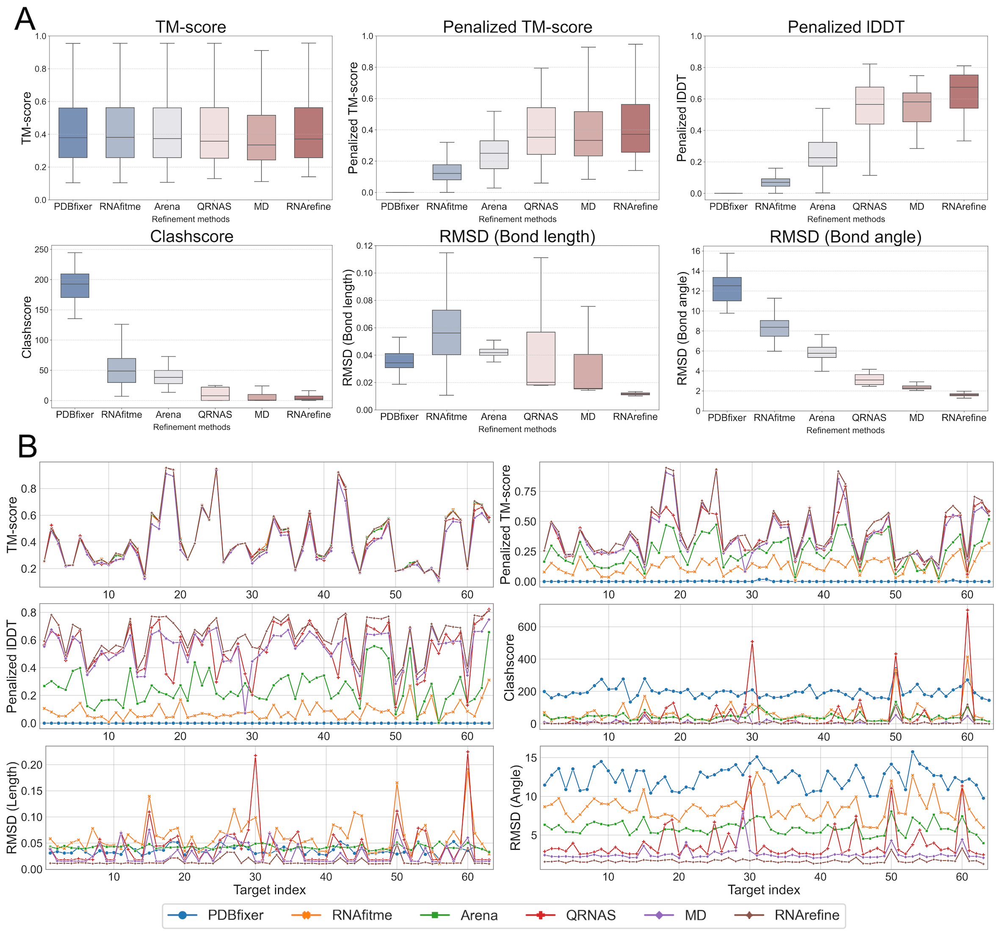 A
TM-score
Penalized TM-score
Penalized lDDT
TM-score
1.0
0.8
0.6
0.4
0.2
0.0
PDBfixer RNAfitme Arena QRNAS MD RNArefine
Refinement methods
Penalized TM-score
1.0
0.8
0.6
0.4
0.2
0.0
PDBfixer RNAfitme Arena QRNAS MD RNArefine
Refinement methods
Penalized lDDT
1.0
0.8
0.6
0.4
0.2
0.0
PDBfixer RNAfitme Arena QRNAS MD RNArefine
Refinement methods
Clashscore
RMSD (Bond length)
RMSD (Bond angle)
Clashscore
250
200
150
100
50
0
PDBfixer RNAfitme Arena QRNAS MD RNArefine
Refinement methods
RMSD (Bond length)
0.12
0.10
0.08
0.06
0.04
0.02
0.00
PDBfixer RNAfitme Arena QRNAS MD RNArefine
Refinement methods
RMSD (Bond angle)
16
14
12
10
8
6
4
2
0
PDBfixer RNAfitme Arena QRNAS MD RNArefine
Refinement methods
B
TM-score
0.8
0.6
0.4
0.2
10 20 30 40 50 60
Penalized TM-score
0.75
0.50
0.25
0.00
10 20 30 40 50 60
Penalized lDDT
0.8
0.6
0.4
0.2
0.0
10 20 30 40 50 60
Clashscore
600
400
200
0
10 20 30 40 50 60
RMSD (Length)
0.20
0.15
0.10
0.05
0.00
10 20 30 40 50 60
Target index
RMSD (Angle)
15
10
5
10 20 30 40 50 60
Target index
PDBfixer RNAfitme Arena QRNAS MD RNArefine